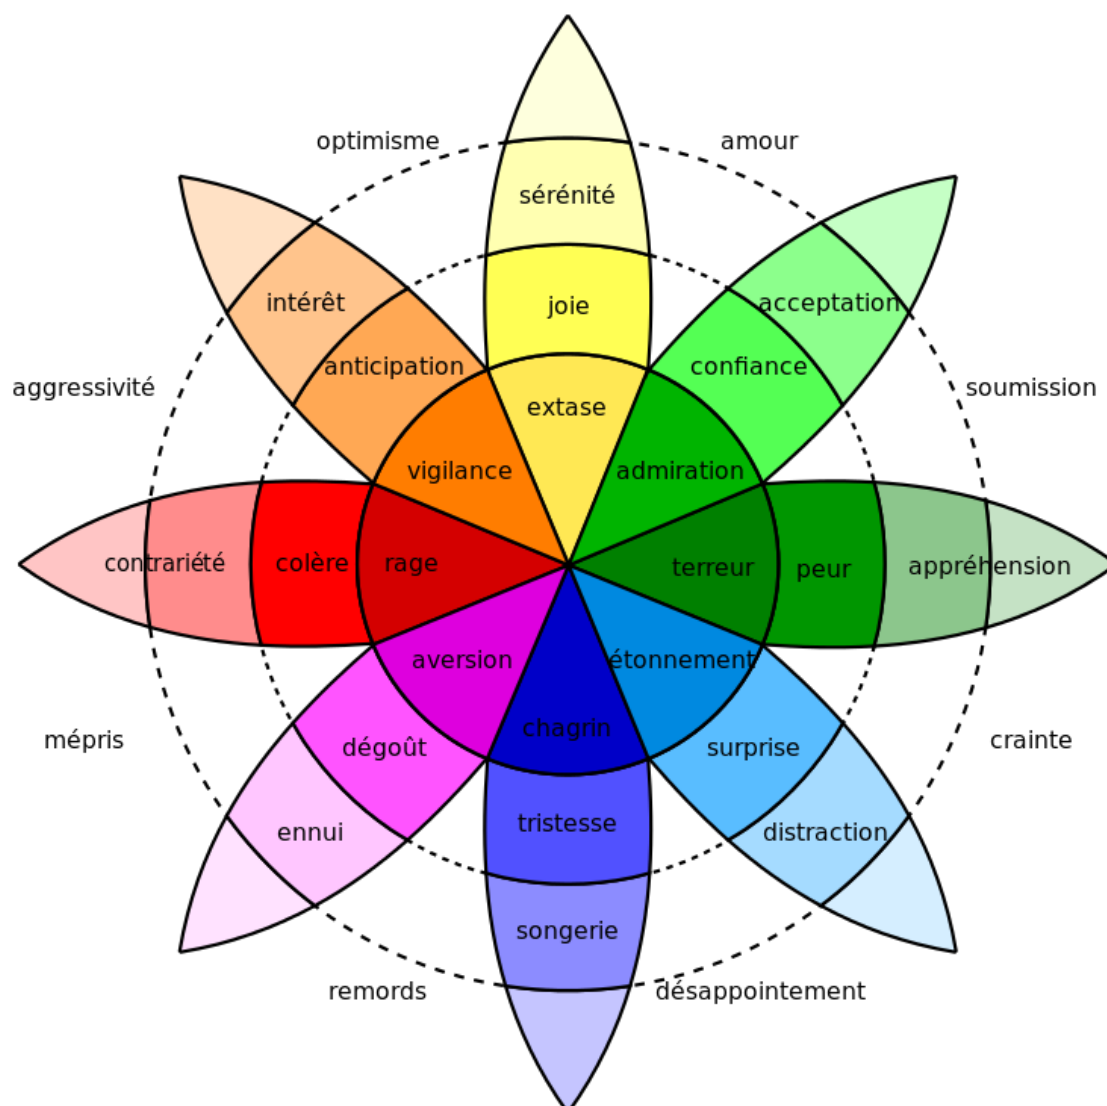 optimisme
amour
sérénité
intérêt
joie
acceptation
anticipation
confiance
aggressivité
soumission
extase
vigilance
admiration
contrariété
colère
rage
terreur
peur
appréhension
aversion
étonnement
mépris
dégoût
chagrin
surprise
crainte
ennui
tristesse
distraction
songerie
remords
désappointement